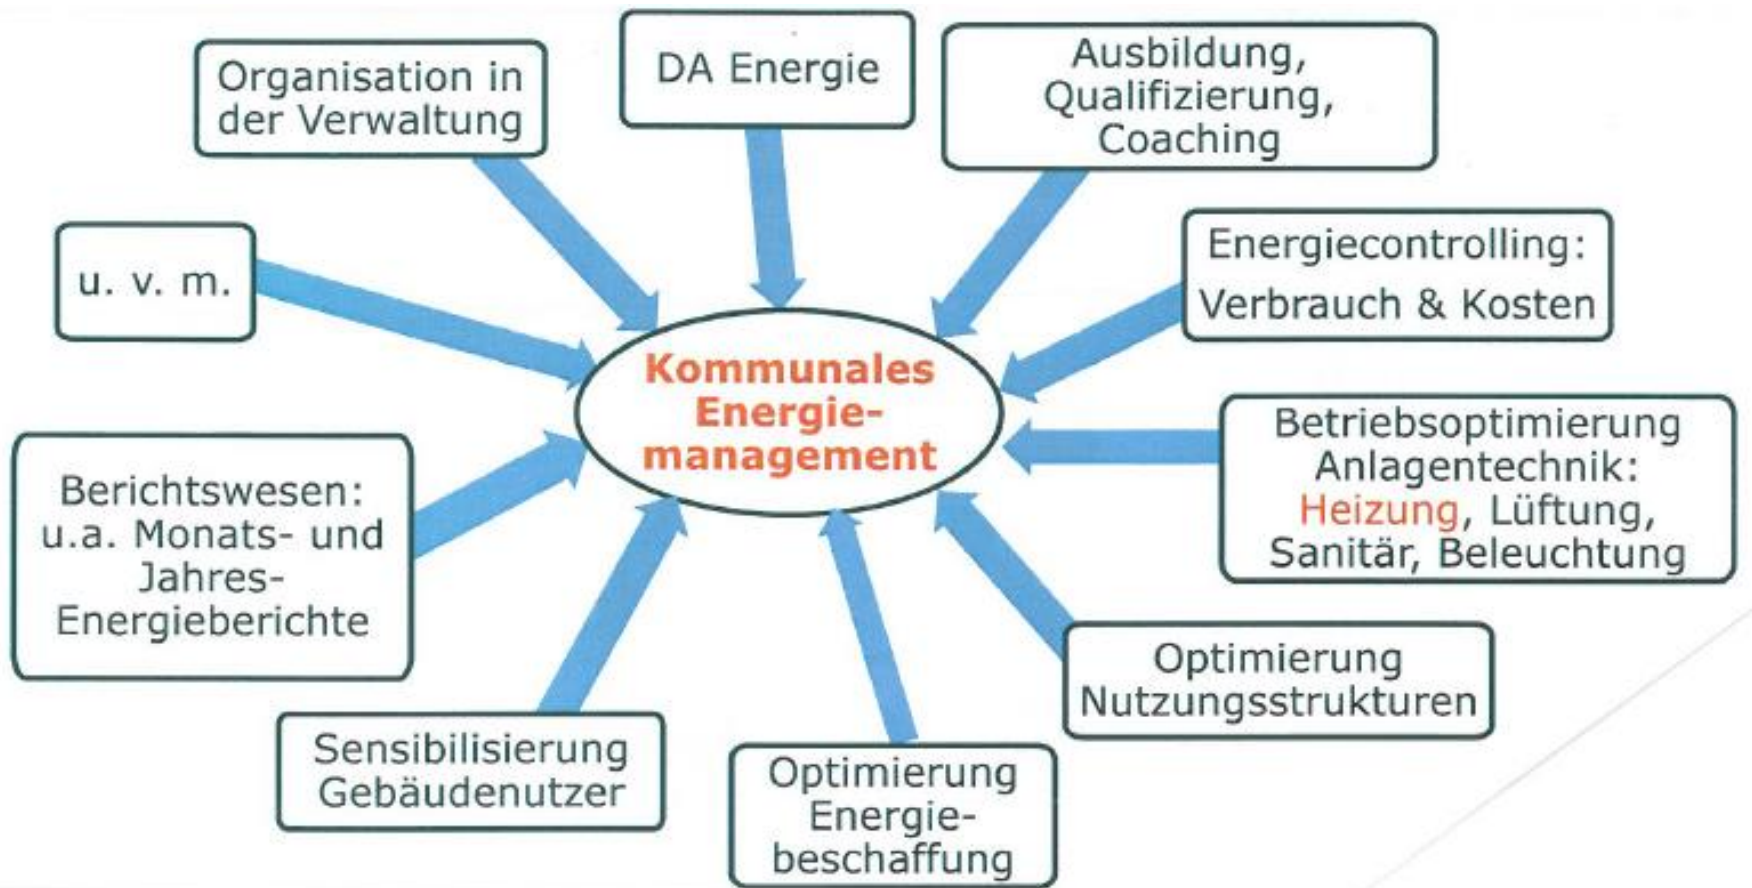 Organisation in
der Verwaltung
DA Energie
Ausbildung,
Qualifizierung,
Coaching
u. v. m.
Energiecontrolling:
Verbrauch & Kosten
Kommunales
Energie-
management
Betriebsoptimierung
Anlagentechnik:
Heizung, Lüftung,
Sanitär, Beleuchtung
Berichtswesen:
u.a. Monats- und
Jahres-
Energieberichte
Optimierung
Nutzungsstrukturen
Sensibilisierung
Gebäudenutzer
Optimierung
Energie-
beschaffung